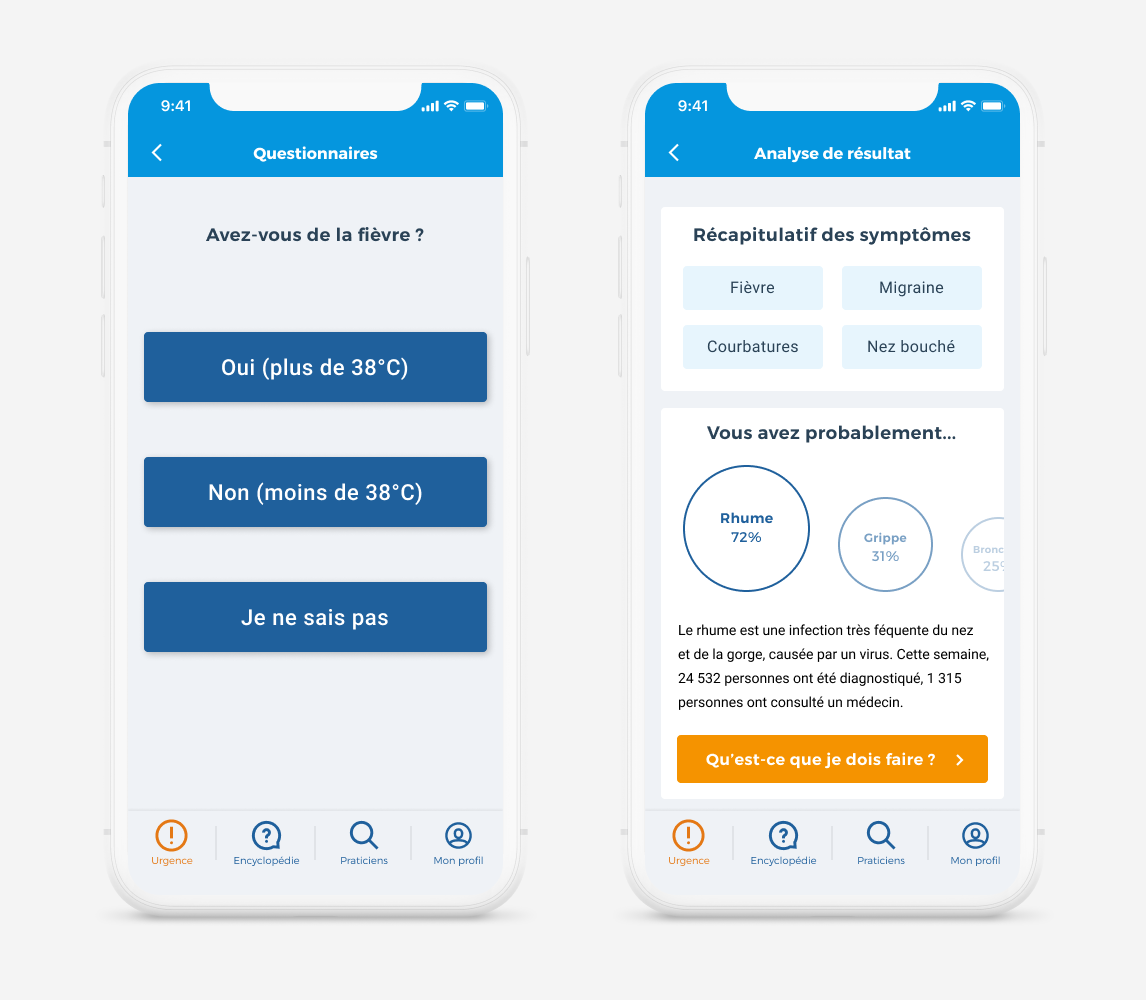 9:41
Questionnaires
Avez-vous de la fièvre ?
Oui (plus de 38°C)
Non (moins de 38°C)
Je ne sais pas
Urgence
Encyclopédie
Praticiens
Mon profil
9:41
Analyse de résultat
Récapitulatif des symptômes
Fièvre
Migraine
Courbatures
Nez bouché
Vous avez probablement...
Rhume
72%
Grippe
31%
Bronc
25%
Le rhume est une infection très féquente du nez
et de la gorge, causée par un virus. Cette semaine,
24 532 personnes ont été diagnostiqué, 1 315
personnes ont consulté un médecin.
Qu'est-ce que je dois faire ?
Urgence
Encyclopédie
Praticiens
Mon profil